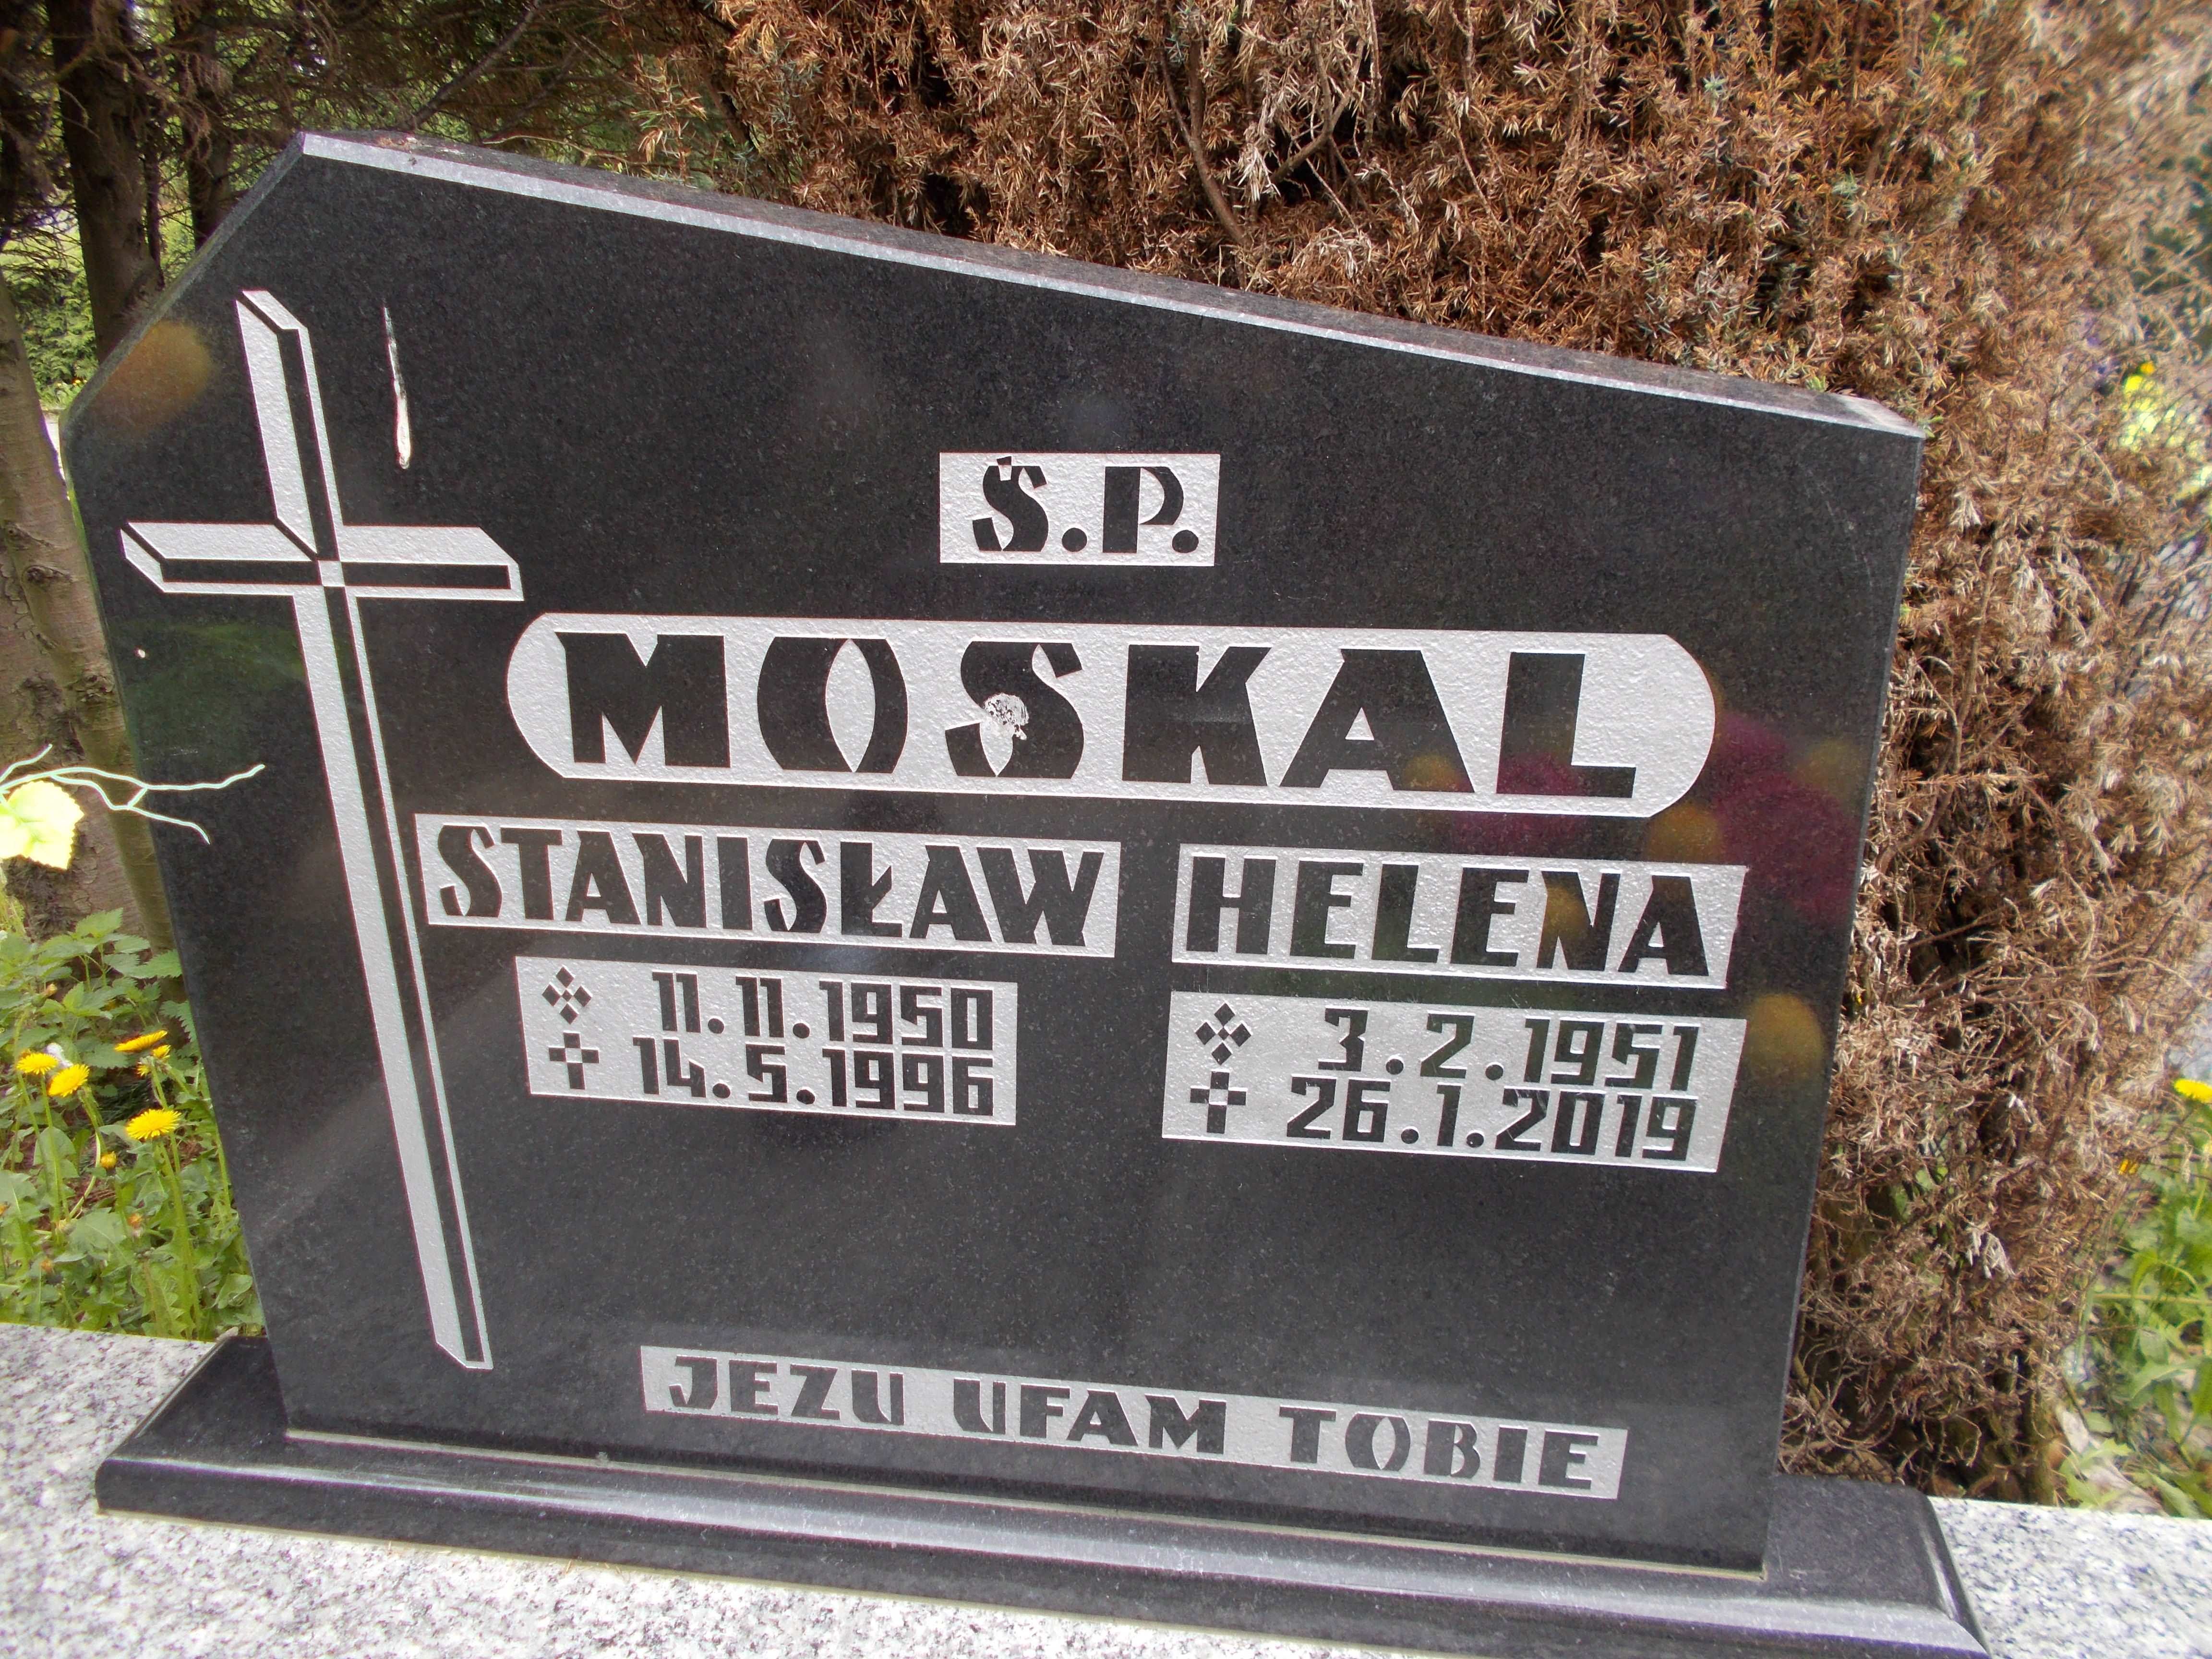 Ś.P.
MOSKAL
STANISŁAW HELENA
11.11.1950
14.5.1996
3.2.1951
26.1.2019
JEZU UFAM TOBIE